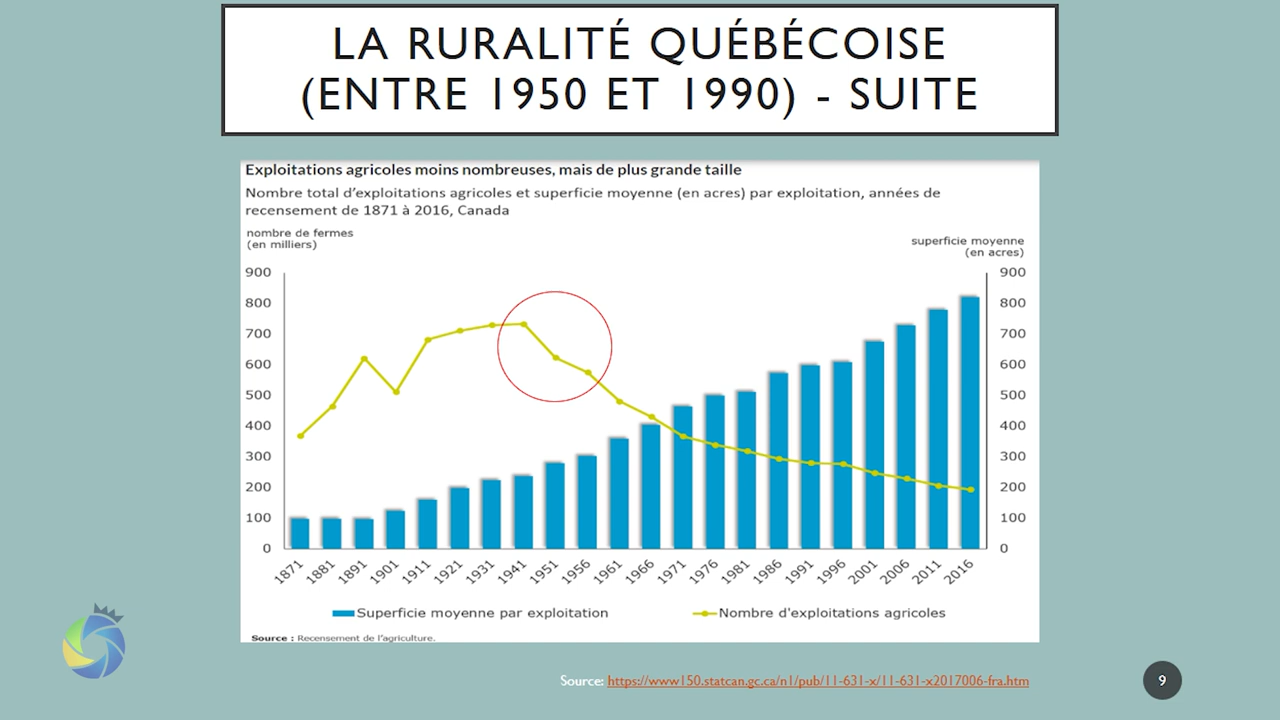 LA RURALITÉ QUÉBÉCOISE
(ENTRE 1950 ET 1990) - SUITE
Exploitations agricoles moins nombreuses, mais de plus grande taille
Nombre total d'exploitations agricoles et superficie moyenne (en acres) par exploitation, années de
recensement de 1871 à 2016, Canada
nombre de fermes
(en milliers)
superficie moyenne
(en acres)
900 900
800 800
700 700
600 600
500 500
400 400
300 300
200 200
100 100
0 0
1871 1881 1891 1901 1911 1921 1931 1941 1951 1956 1961 1966 1971 1976 1981 1986 1991 1996 2001 2006 2011 2016
Superficie moyenne par exploitation Nombre d'exploitations agricoles
Source : Recensement de l'agriculture.
Source: https://www150.statcan.gc.ca/n1/pub/11-631-x/11-631-x2017006-fra.htm
9